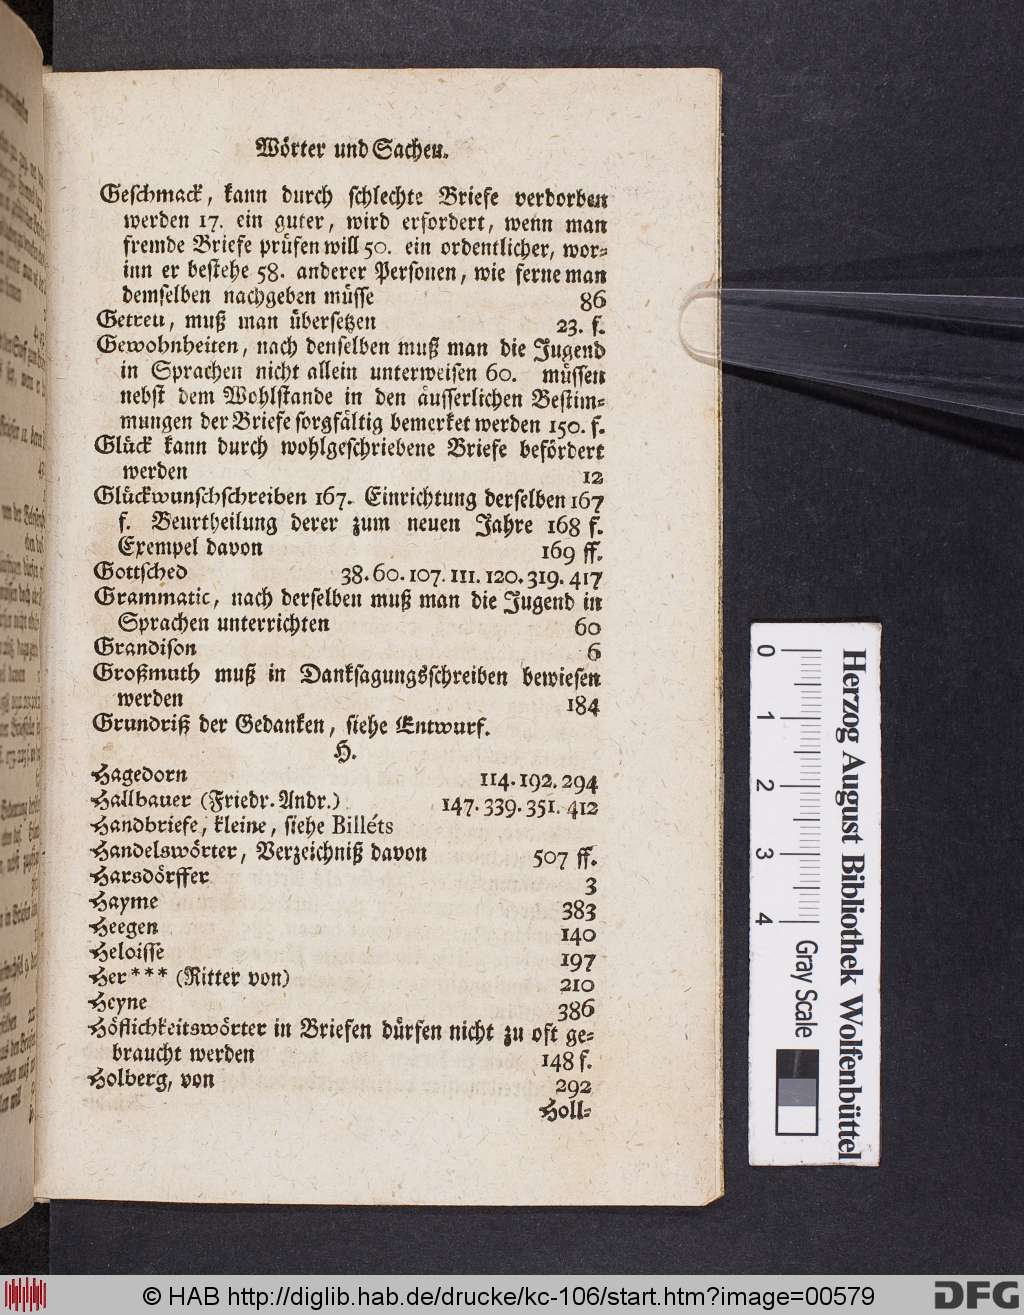 Wörter und Sachen.
Geschmack, kann durch schlechte Briefe verdorben
werden 17. ein guter, wird erfordert, wenn man
fremde Briefe prüfen will 50. ein ordentlicher, wor=
inn er bestehe 58. anderer Personen, wie ferne man
demselben nachgeben müsse 86
Getreu, muß man übersetzen 23. f.
Gewohnheiten, nach denselben muß man die Jugend
in Sprachen nicht allein unterweisen 60. müssen
nebst dem Wohlstande in den äusserlichen Bestim=
mungen der Briefe sorgfältig bemerket werden 150. f.
Glück kann durch wohlgeschriebene Briefe befördert
werden 12
Glückwunschschreiben 167. Einrichtung derselben 167
f. Beurtheilung derer zum neuen Jahre 168 f.
Exempel davon 169 ff.
Gottsched 38. 60. 107. 111. 120. 319. 417
Grammatic, nach derselben muß man die Jugend in
Sprachen unterrichten 60
Grandison 6
Großmuth muß in Danksagungsschreiben bewiesen
werden 184
Grundriß der Gedanken, siehe Entwurf.
H.
Hagedorn 114. 192. 294
Hallbauer (Friedr. Andr.) 147. 339. 351. 412
Handbriefe, kleine, siehe Billéts
Handelswörter, Verzeichniß davon 507 ff.
Harsdörffer 3
Hayme 383
Heegen 140
Heloisse 197
Her*** (Ritter von) 210
Heyne 386
Höflichkeitswörter in Briefen dürfen nicht zu oft ge=
braucht werden 148 f.
Holberg, von 292
Holl=
0 1 2 3 4
Gray Scale
Herzog August Bibliothek Wolfenbüttel
© HAB http://diglib.hab.de/drucke/kc-106/start.htm?image=00579
DFG